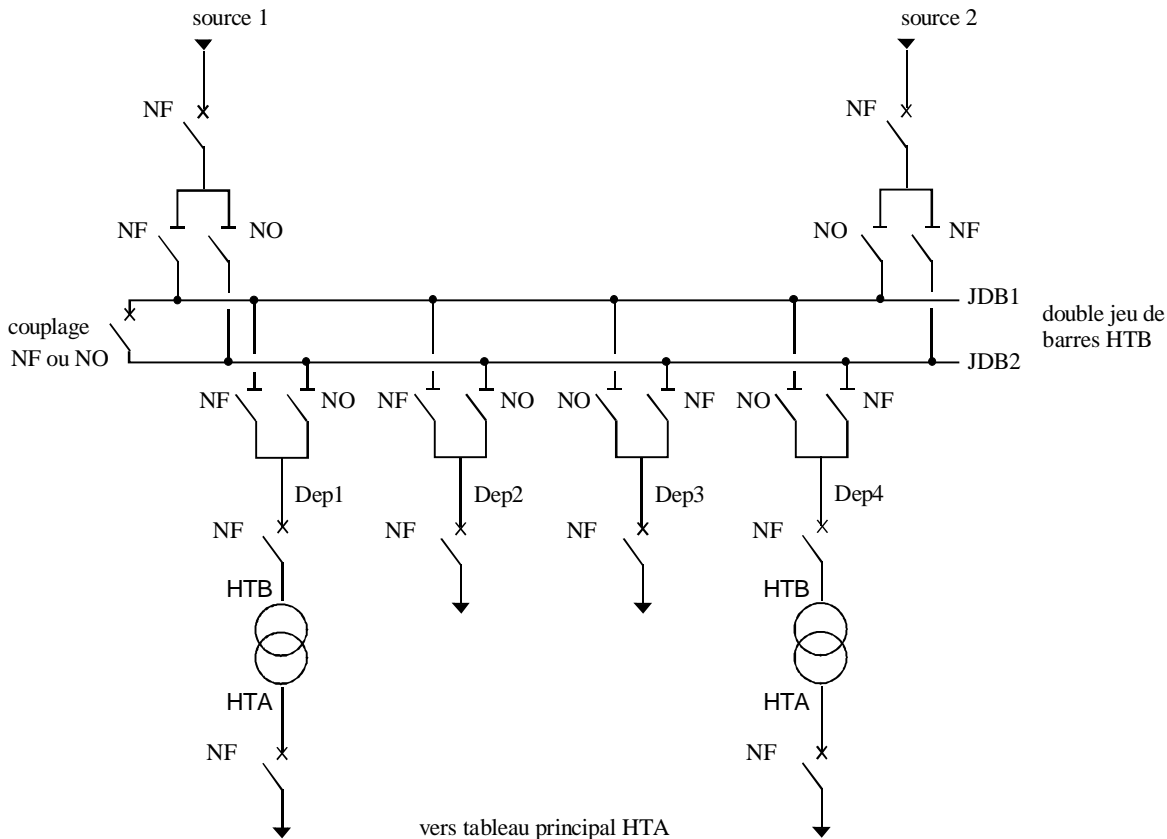 source 1
source 2
NF
NF
NF
NO
NO
NF
JDB1
double jeu de
barres HTB
couplage
NF ou NO
JDB2
NF
NO
NF
NO
NO
NF
NO
NF
Dep1
Dep2
Dep3
Dep4
NF
NF
NF
NF
HTB
HTB
HTA
HTA
NF
NF
vers tableau principal HTA